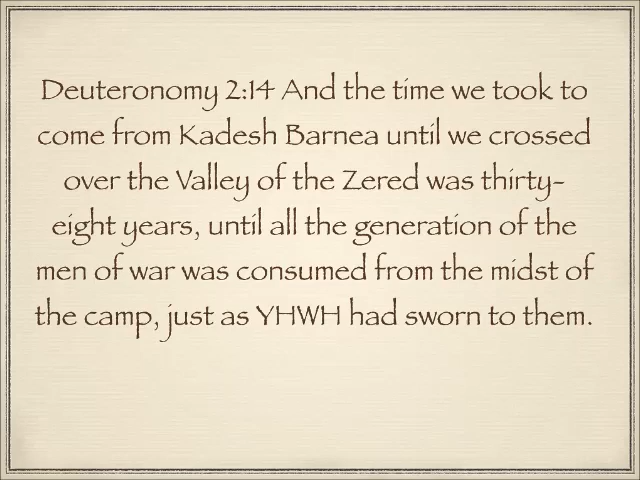 Deuteronomy 2:14 And the time we took to
come from Kadesh Barnea until we crossed
over the Valley of the Zered was thirty-
eight years, until all the generation of the
men of war was consumed from the midst of
the camp, just as YHWH had sworn to them.